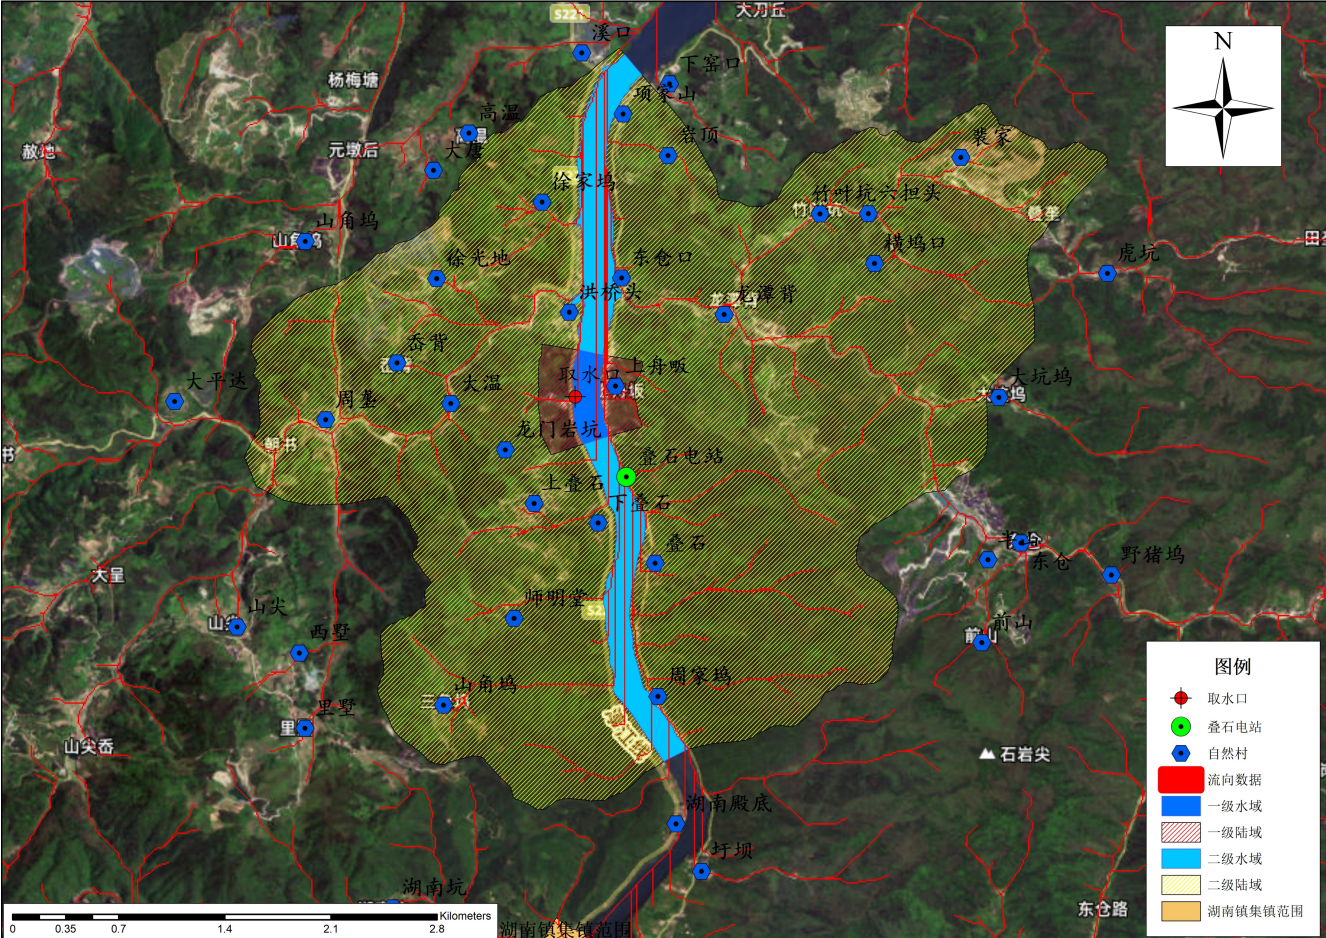 S221
大刀丘
溪口
N
下窑口
杨梅塘
项家山
高温
岩顶
裴家
赦地
元墩后
大唐
徐家坞
竹叶坑
六担头
山角坞
横坞口
徐光地
东仓口
虎坑
洪桥头
龙潭背
岙背
上舟畈
取水口
大平达
大温
大坑坞
周垄
朝书
书
龙门岩坑
叠石电站
上叠石
下叠石
叠石
东仓
野猪坞
大呈
师明堂
S2
山尖
前山
西墅
图例
周家坞
山角坞
取水口
里墅
叠石电站
山尖岙
石岩尖
自然村
流向数据
湖南殿底
一级水域
一级陆域
圩坝
二级水域
湖南坑
二级陆域
东仓路
湖南镇集镇范围
Kilometers
0 0.35 0.7 1.4 2.1 2.8
湖南镇集镇范围